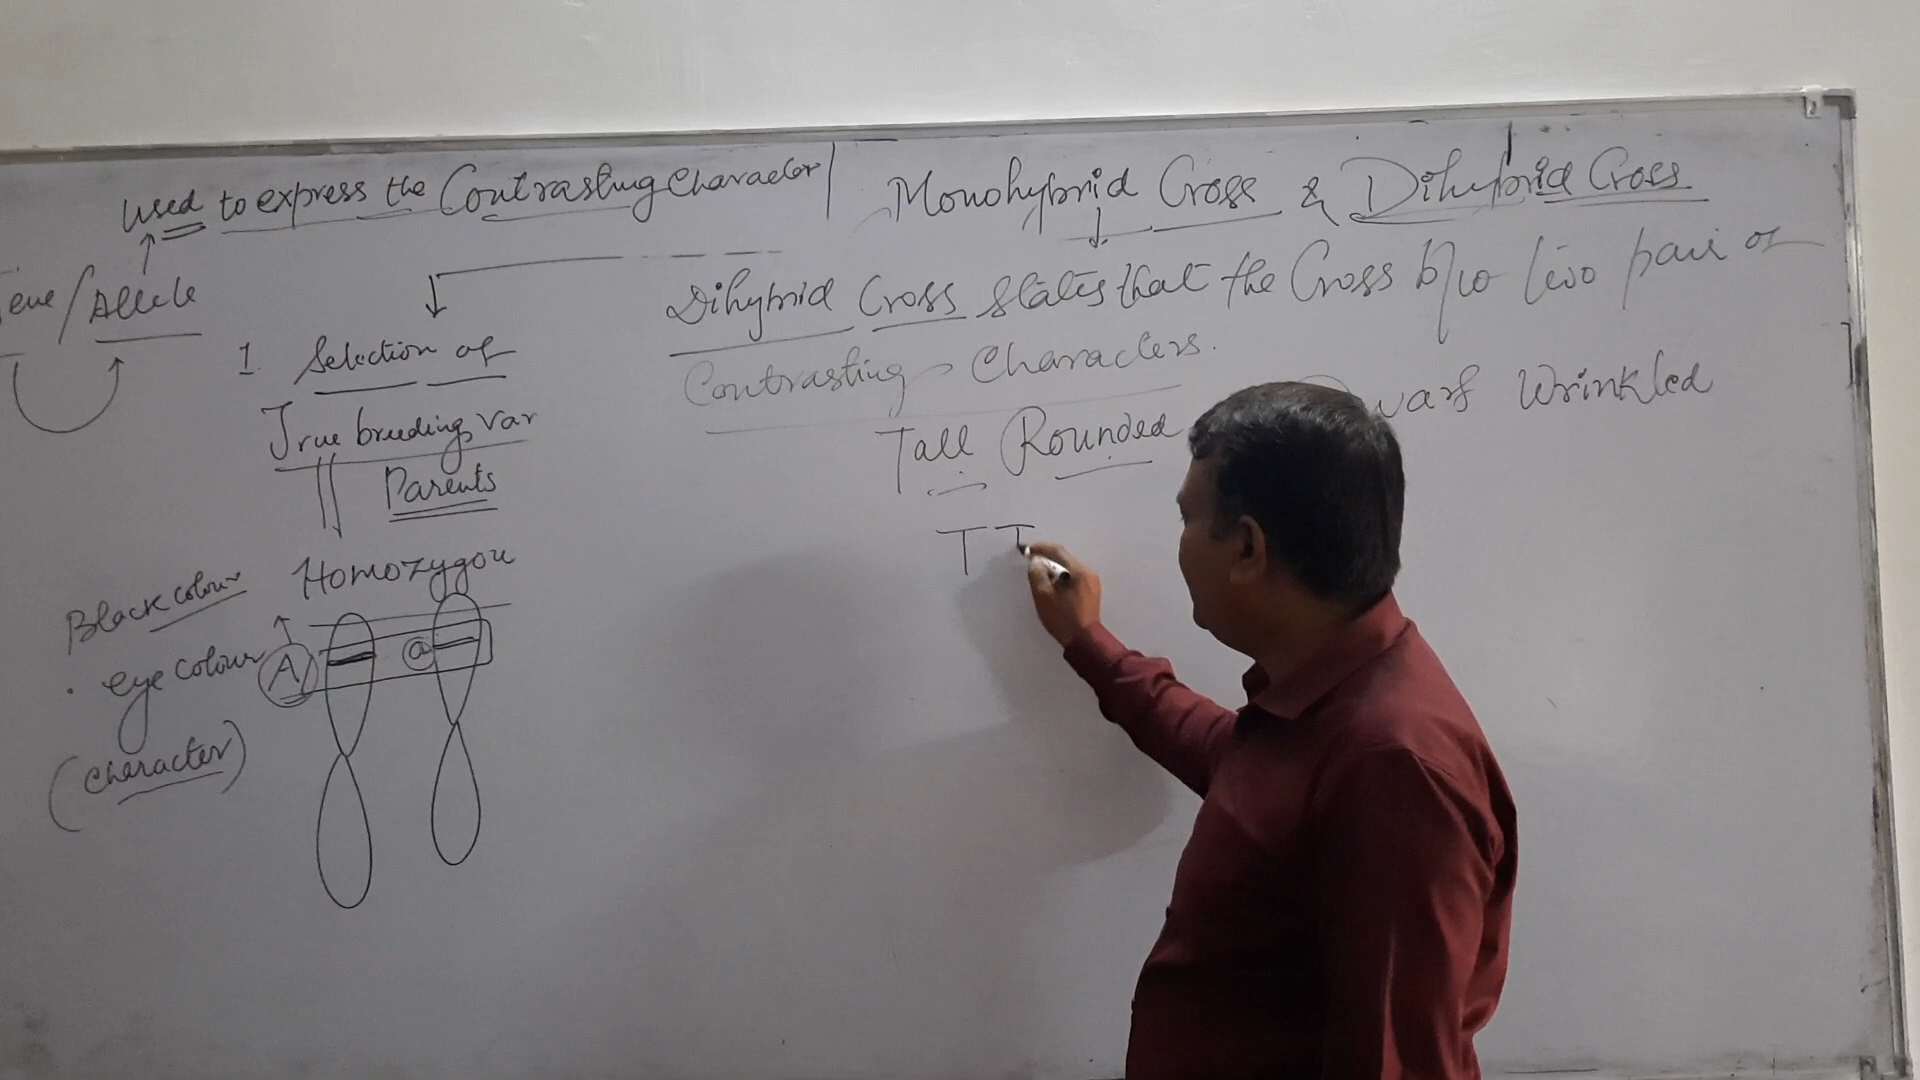 used to express the Contrasting Character
Allele
1. Selection of
True breeding var
Parents
Homozygou
Black colour
eye colour
(character)
A
a
Monohybrid Cross & Dihybrid Cross
Dihybrid Cross states that the Cross b/w two pair of
Contrasting Characters.
Tall Rounded warf Wrinkled
T T